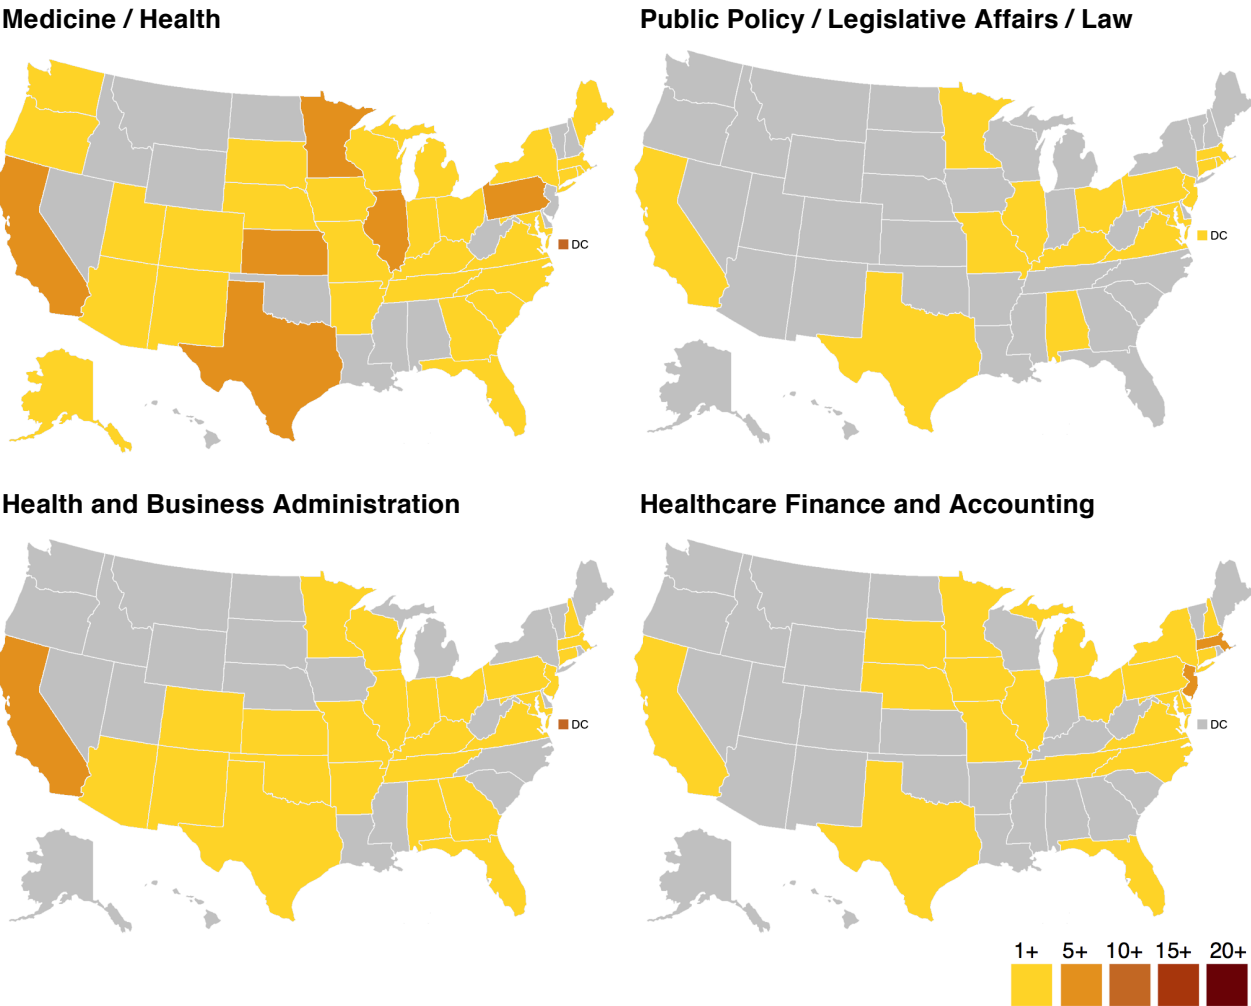 Medicine / Health
Public Policy / Legislative Affairs / Law
DC
DC
Health and Business Administration
Healthcare Finance and Accounting
DC
DC
1+ 5+ 10+ 15+ 20+